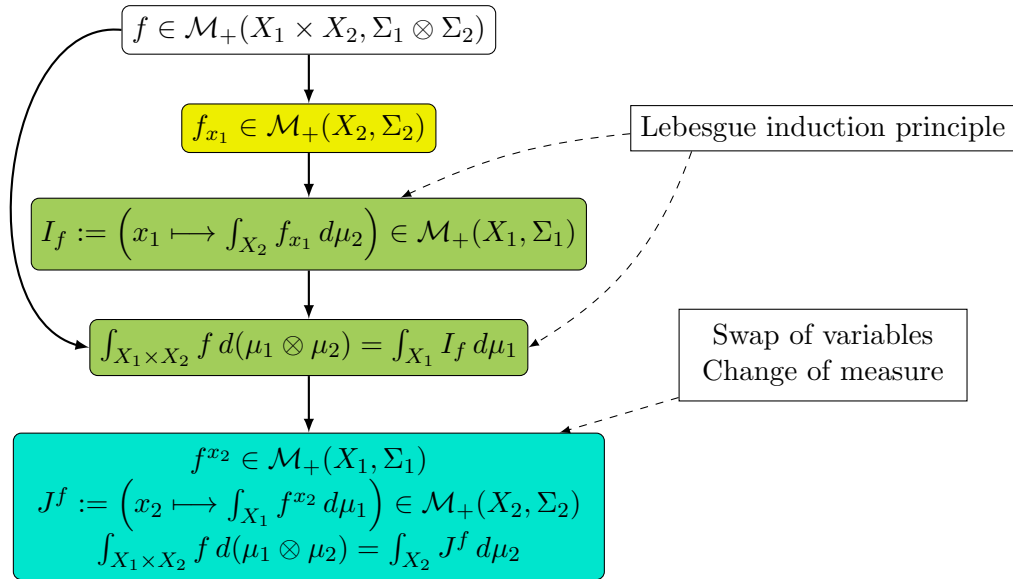 f ∈ ℳ₊(X₁ × X₂, Σ₁ ⊗ Σ₂)
f_{x₁} ∈ ℳ₊(X₂, Σ₂)
Lebesgue induction principle
I_f := (x₁ ⟼ ∫_{X₂} f_{x₁} dμ₂) ∈ ℳ₊(X₁, Σ₁)
∫_{X₁×X₂} f d(μ₁ ⊗ μ₂) = ∫_{X₁} I_f dμ₁
Swap of variables
Change of measure
f^{x₂} ∈ ℳ₊(X₁, Σ₁)
J^f := (x₂ ⟼ ∫_{X₁} f^{x₂} dμ₁) ∈ ℳ₊(X₂, Σ₂)
∫_{X₁×X₂} f d(μ₁ ⊗ μ₂) = ∫_{X₂} J^f dμ₂